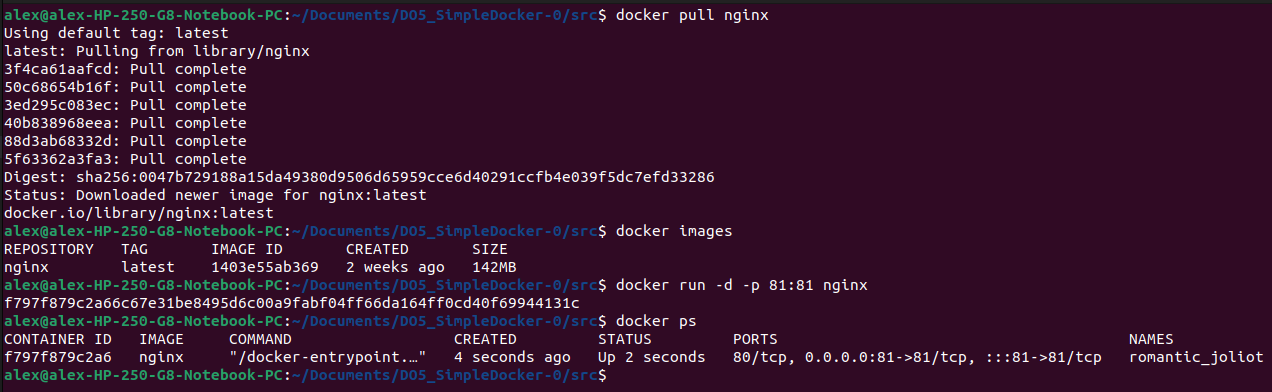 alex@alex-HP-250-G8-Notebook-PC:~/Documents/DO5_SimpleDocker-0/src$ docker pull nginx
Using default tag: latest
latest: Pulling from library/nginx
3f4ca61aafcd: Pull complete
50c68654b16f: Pull complete
3ed295c083ec: Pull complete
40b838968eea: Pull complete
88d3ab68332d: Pull complete
5f63362a3fa3: Pull complete
Digest: sha256:0047b729188a15da49380d9506d65959cce6d40291ccfb4e039f5dc7efd33286
Status: Downloaded newer image for nginx:latest
docker.io/library/nginx:latest
alex@alex-HP-250-G8-Notebook-PC:~/Documents/DO5_SimpleDocker-0/src$ docker images
REPOSITORY   TAG       IMAGE ID       CREATED       SIZE
nginx        latest    1403e55ab369   2 weeks ago   142MB
alex@alex-HP-250-G8-Notebook-PC:~/Documents/DO5_SimpleDocker-0/src$ docker run -d -p 81:81 nginx
f797f879c2a66c67e31be8495d6c00a9fabf04ff66da164ff0cd40f69944131c
alex@alex-HP-250-G8-Notebook-PC:~/Documents/DO5_SimpleDocker-0/src$ docker ps
CONTAINER ID   IMAGE     COMMAND                  CREATED         STATUS         PORTS                                       NAMES
f797f879c2a6   nginx     "/docker-entrypoint.…"   4 seconds ago   Up 2 seconds   80/tcp, 0.0.0.0:81->81/tcp, :::81->81/tcp   romantic_joliot
alex@alex-HP-250-G8-Notebook-PC:~/Documents/DO5_SimpleDocker-0/src$